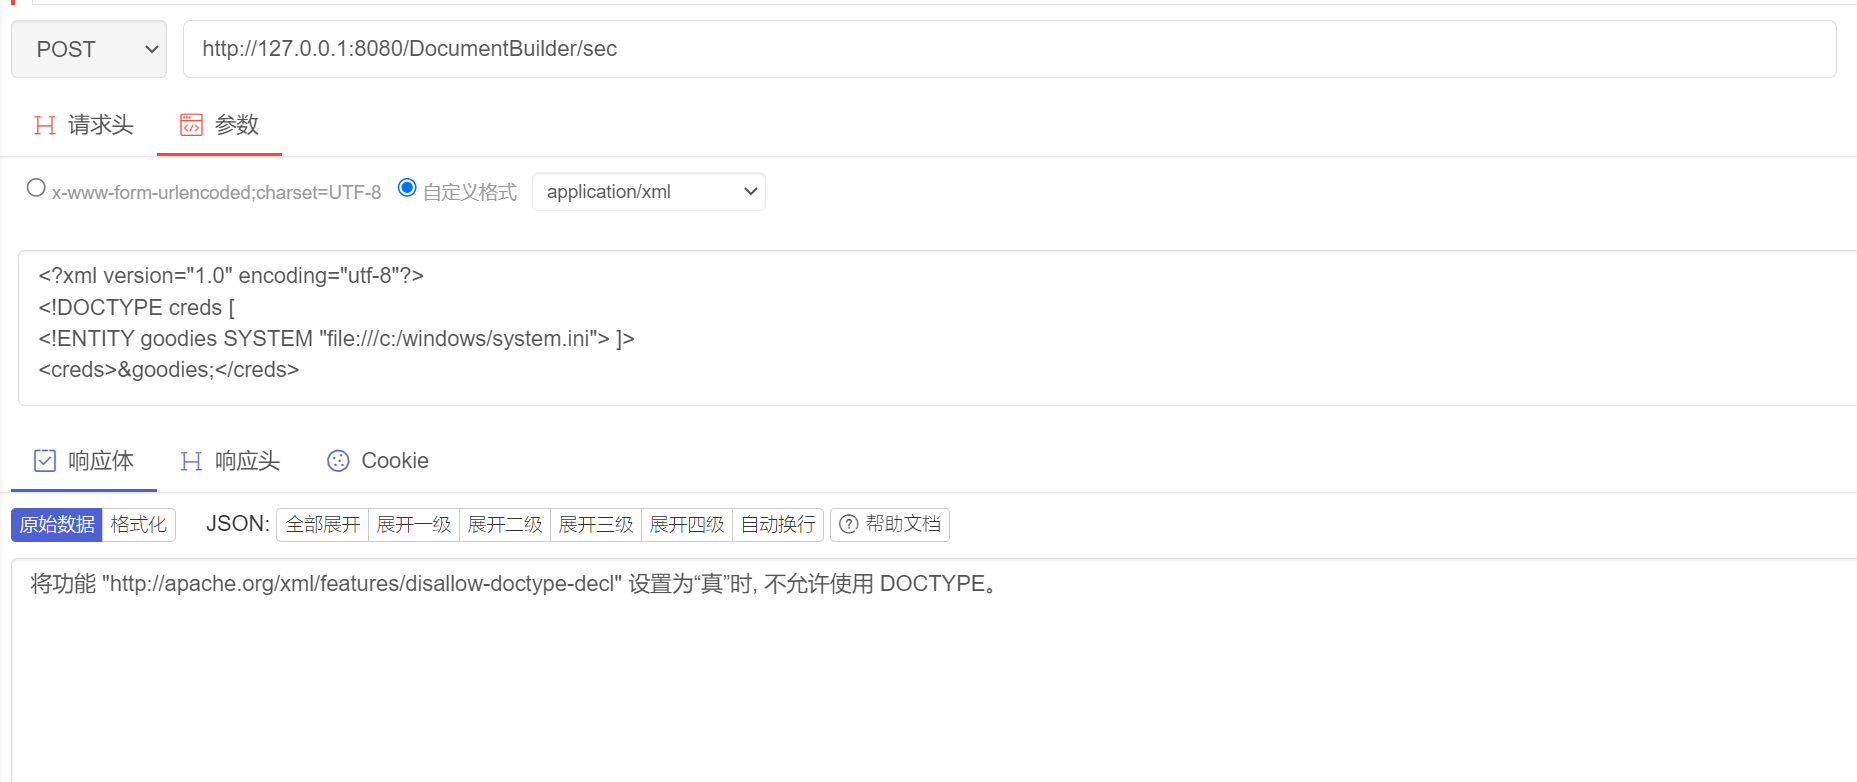 POST
http://127.0.0.1:8080/DocumentBuilder/sec
请求头 参数
x-www-form-urlencoded;charset=UTF-8 自定义格式 application/xml
<?xml version="1.0" encoding="utf-8"?>
<!DOCTYPE creds [
<!ENTITY goodies SYSTEM "file:///c:/windows/system.ini"> ]>
<creds>&goodies;</creds>
响应体 响应头 Cookie
原始数据 格式化 JSON: 全部展开 展开一级 展开二级 展开三级 展开四级 自动换行 帮助文档
将功能 "http://apache.org/xml/features/disallow-doctype-decl" 设置为“真”时, 不允许使用 DOCTYPE。